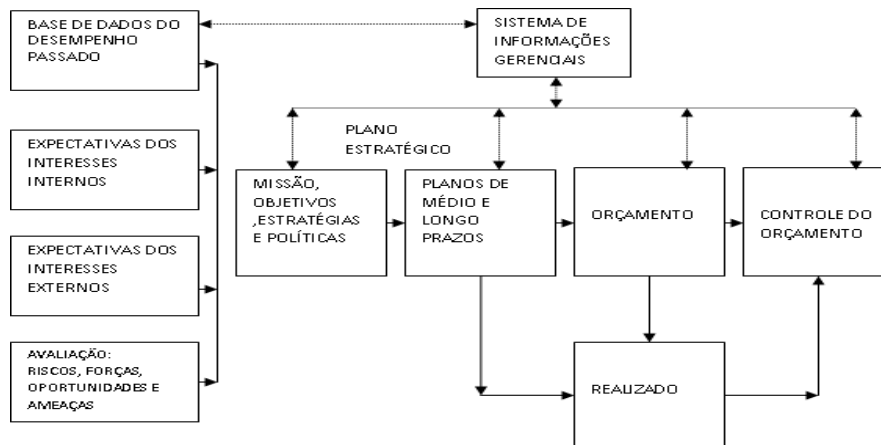 BASE DE DADOS DO
DESEMPENHO
PASSADO
SISTEMA DE
INFORMAÇÕES
GERENCIAIS
EXPECTATIVAS DOS
INTERESSES
INTERNOS
PLANO
ESTRATÉGICO
MISSÃO,
OBJETIVOS
,ESTRATÉGIAS
E POLÍTICAS
PLANOS DE
MÉDIO E
LONGO
PRAZOS
ORÇAMENTO
CONTROLE DO
ORÇAMENTO
EXPECTATIVAS DOS
INTERESSES
EXTERNOS
AVALIAÇÃO:
RISCOS, FORÇAS,
OPORTUNIDADES E
AMEAÇAS
REALIZADO